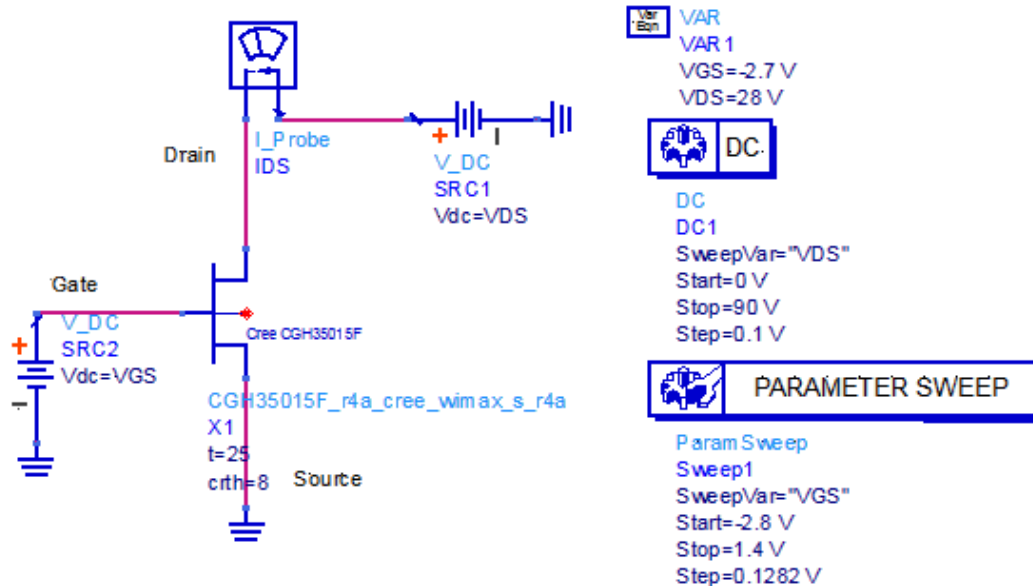 Drain
I_Probe
IDS
+
V_DC
SRC1
Vdc=VDS
Gate
+
V_DC
SRC2
Vdc=VGS
Cree CGH35015F
CGH35015F_r4a_cree_wimax_s_r4a
X1
t=25
crth=8
Source
Var
Eqn
VAR
VAR1
VGS=-2.7 V
VDS=28 V
DC
DC
DC1
SweepVar="VDS"
Start=0 V
Stop=90 V
Step=0.1 V
PARAMETER SWEEP
ParamSweep
Sweep1
SweepVar="VGS"
Start=-2.8 V
Stop=1.4 V
Step=0.1282 V